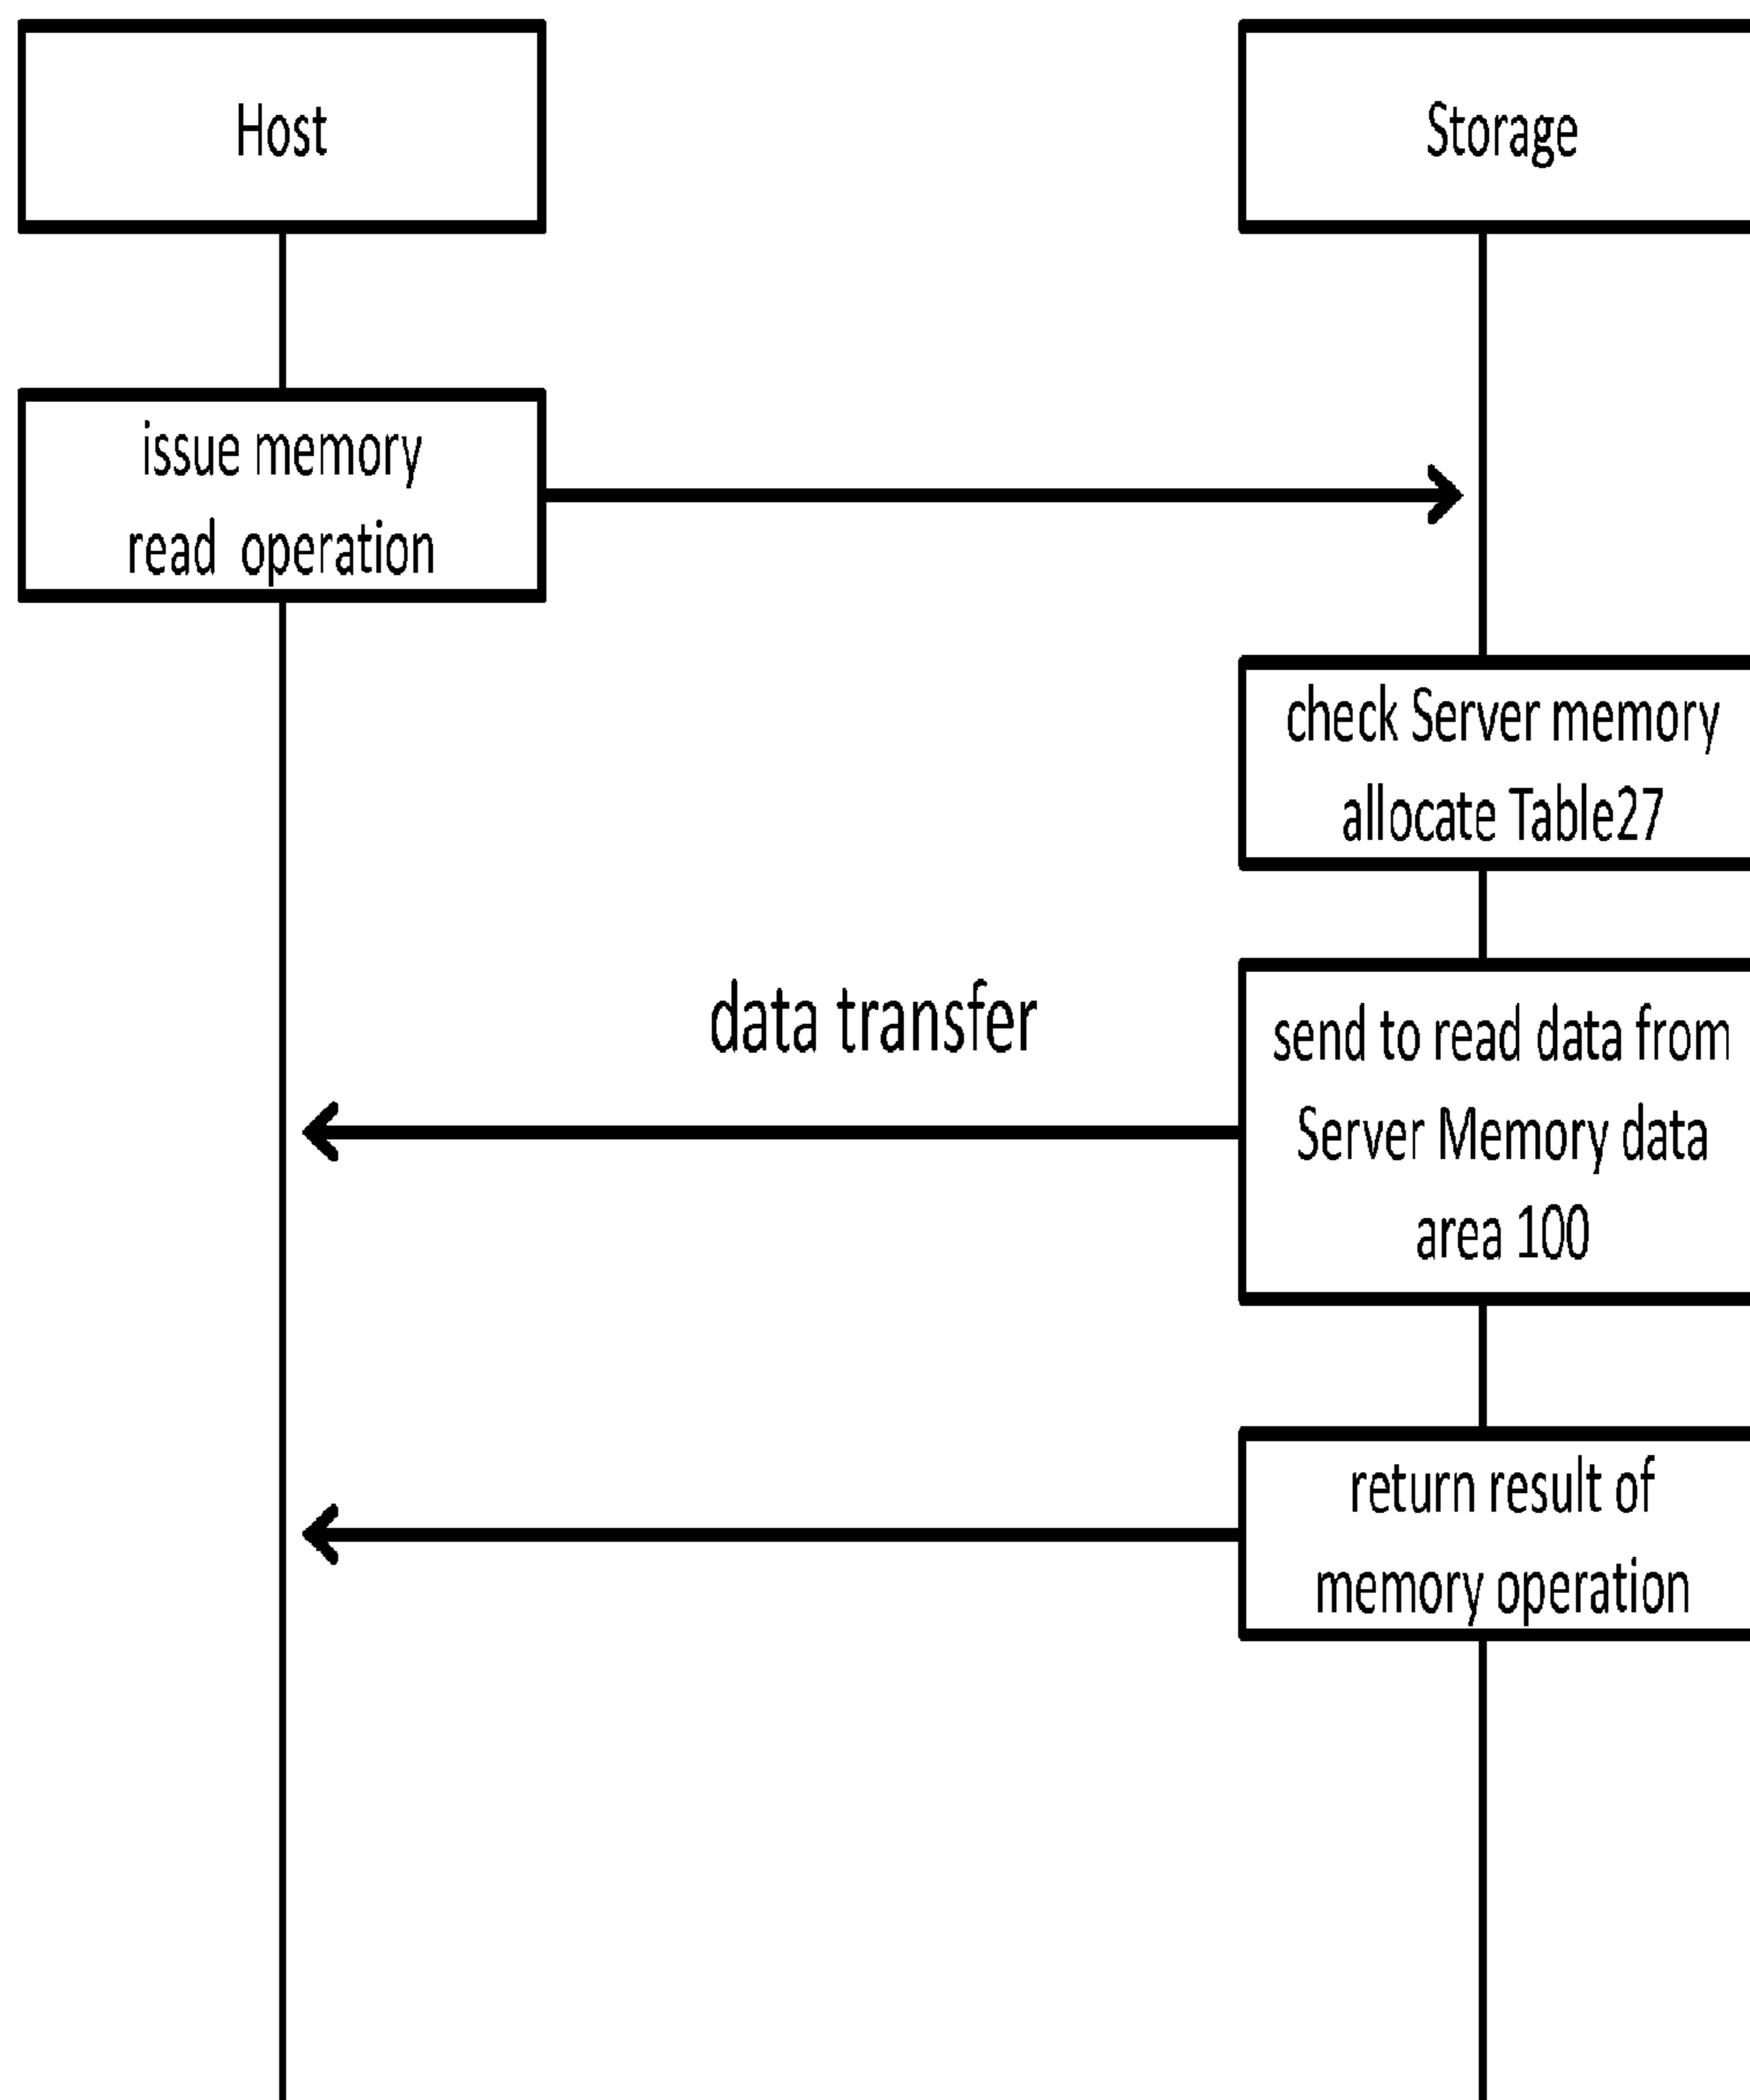 Host
Storage
issue memory
read  operation
check Server memory
allocate Table27
data transfer
send to read data from
Server Memory data
area 100
return result of
memory operation